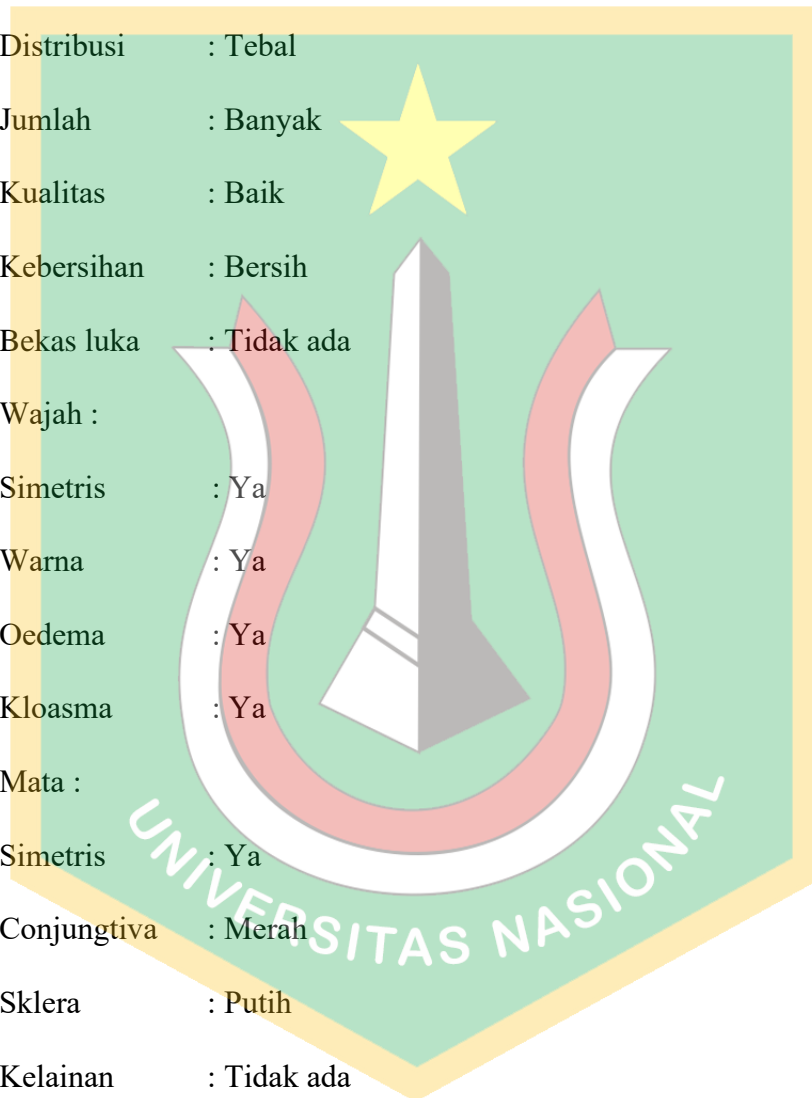 Distribusi : Tebal
Jumlah : Banyak
Kualitas : Baik
Kebersihan : Bersih
Bekas luka : Tidak ada
Wajah :
Simetris : Ya
Warna : Ya
Oedema : Ya
Kloasma : Ya
Mata :
Simetris : Ya
Conjungtiva : Merah
Sklera : Putih
Kelainan : Tidak ada
UNIVERSITAS NASIONAL